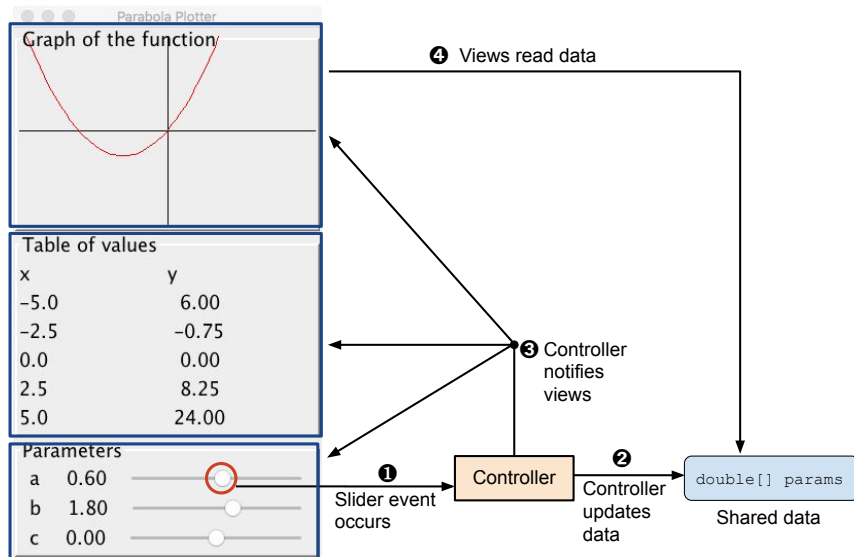 Parabola Plotter
Graph of the function
❹ Views read data
Table of values
x y
−5.0 6.00
−2.5 −0.75
0.0 0.00
2.5 8.25
5.0 24.00
❸ Controller
notifies
views
Parameters
a 0.60
b 1.80
c 0.00
❶
Slider event
occurs
Controller
❷
Controller
updates
data
double[] params
Shared data